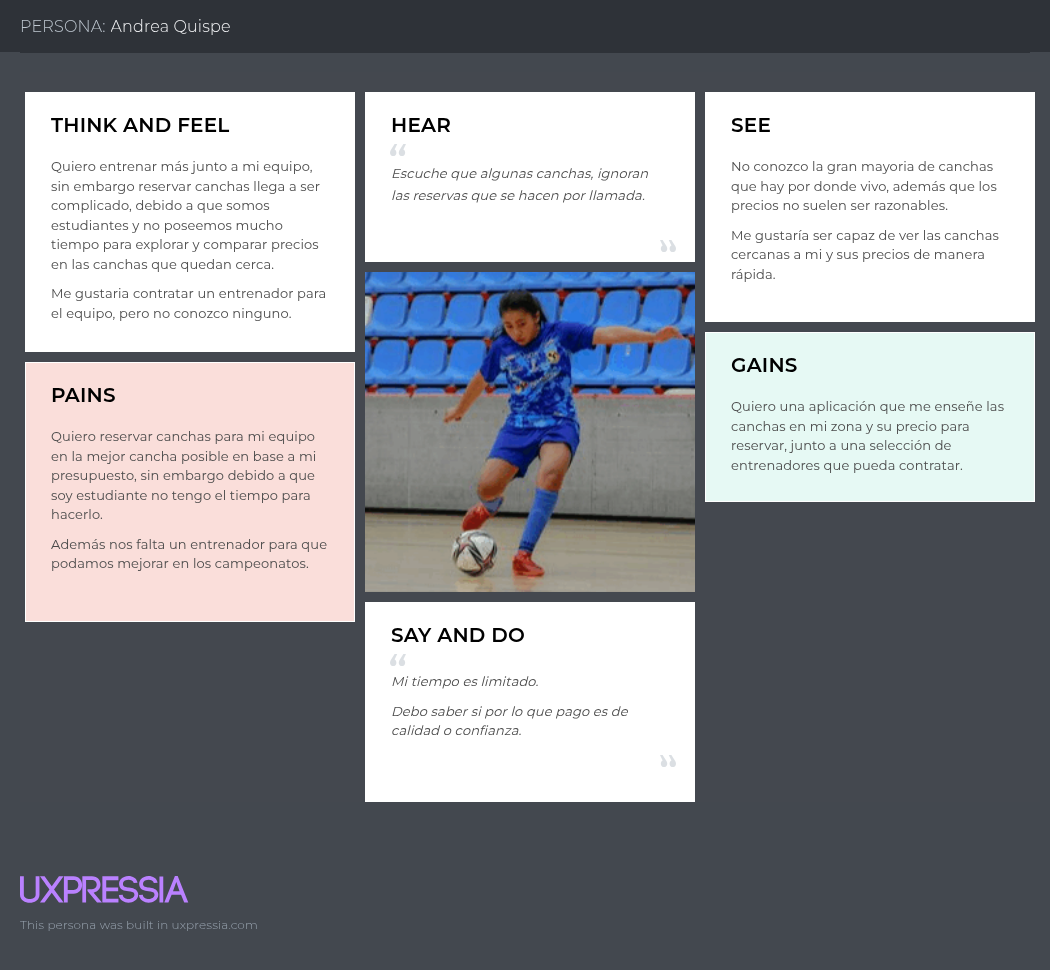 PERSONA: Andrea Quispe
THINK AND FEEL
Quiero entrenar más junto a mi equipo,
sin embargo reservar canchas llega a ser
complicado, debido a que somos
estudiantes y no poseemos mucho
tiempo para explorar y comparar precios
en las canchas que quedan cerca.
Me gustaria contratar un entrenador para
el equipo, pero no conozco ninguno.
PAINS
Quiero reservar canchas para mi equipo
en la mejor cancha posible en base a mi
presupuesto, sin embargo debido a que
soy estudiante no tengo el tiempo para
hacerlo.
Además nos falta un entrenador para que
podamos mejorar en los campeonatos.
HEAR
“
Escuche que algunas canchas, ignoran
las reservas que se hacen por llamada.
”
SAY AND DO
“
Mi tiempo es limitado.
Debo saber si por lo que pago es de
calidad o confianza.
”
SEE
No conozco la gran mayoria de canchas
que hay por donde vivo, además que los
precios no suelen ser razonables.
Me gustaría ser capaz de ver las canchas
cercanas a mi y sus precios de manera
rápida.
GAINS
Quiero una aplicación que me enseñe las
canchas en mi zona y su precio para
reservar, junto a una selección de
entrenadores que pueda contratar.
UXPRESSIA
This persona was built in uxpressia.com